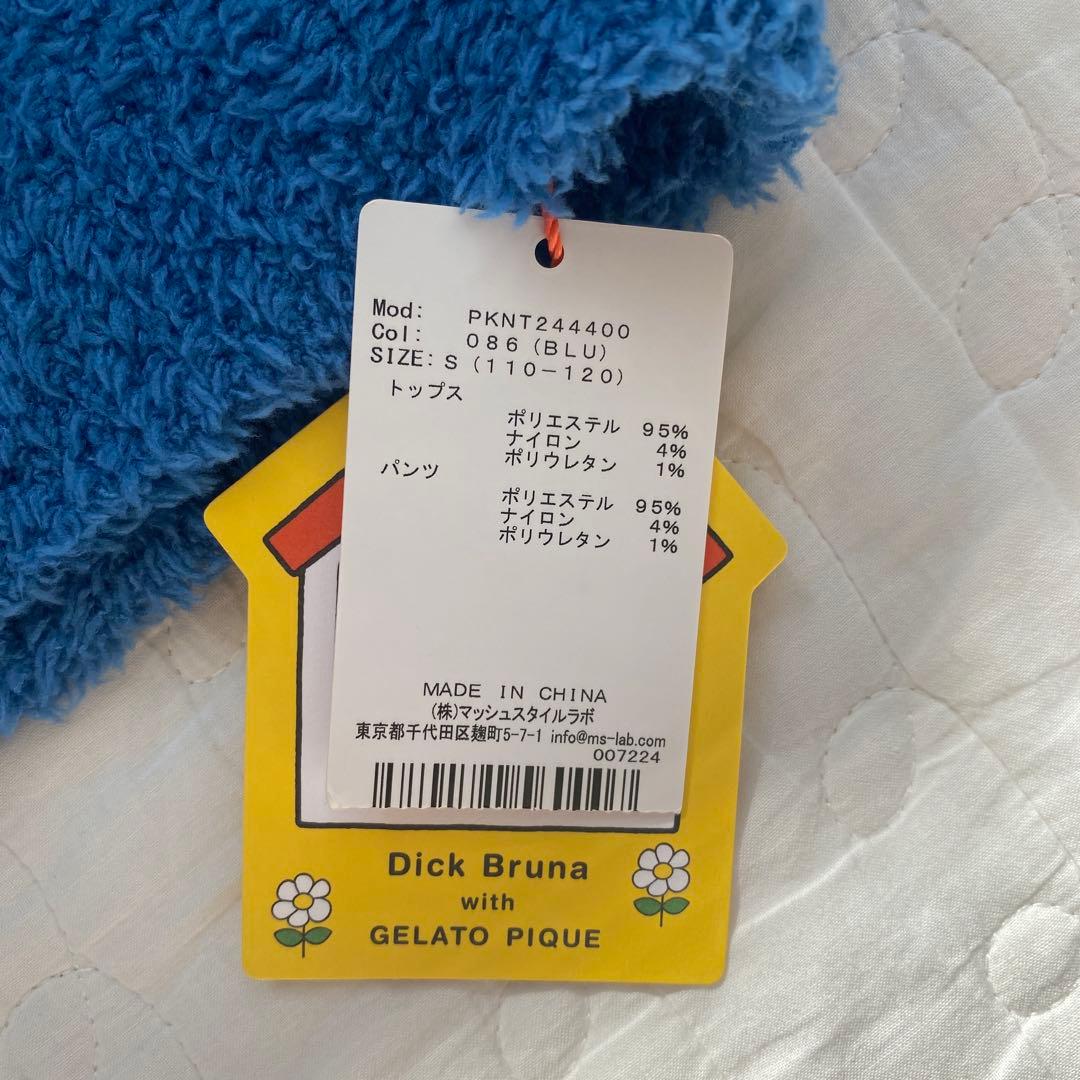 Mod: PKNT244400
Col: 086(BLU)
SIZE: S(110-120)
トップス
ポリエステル 95%
ナイロン 4%
ポリウレタン 1%
パンツ
ポリエステル 95%
ナイロン 4%
ポリウレタン 1%
MADE IN CHINA
(株)マッシュスタイルラボ
東京都千代田区麹町5-7-1 info@ms-lab.com
007224
Dick Bruna
with
GELATO PIQUE